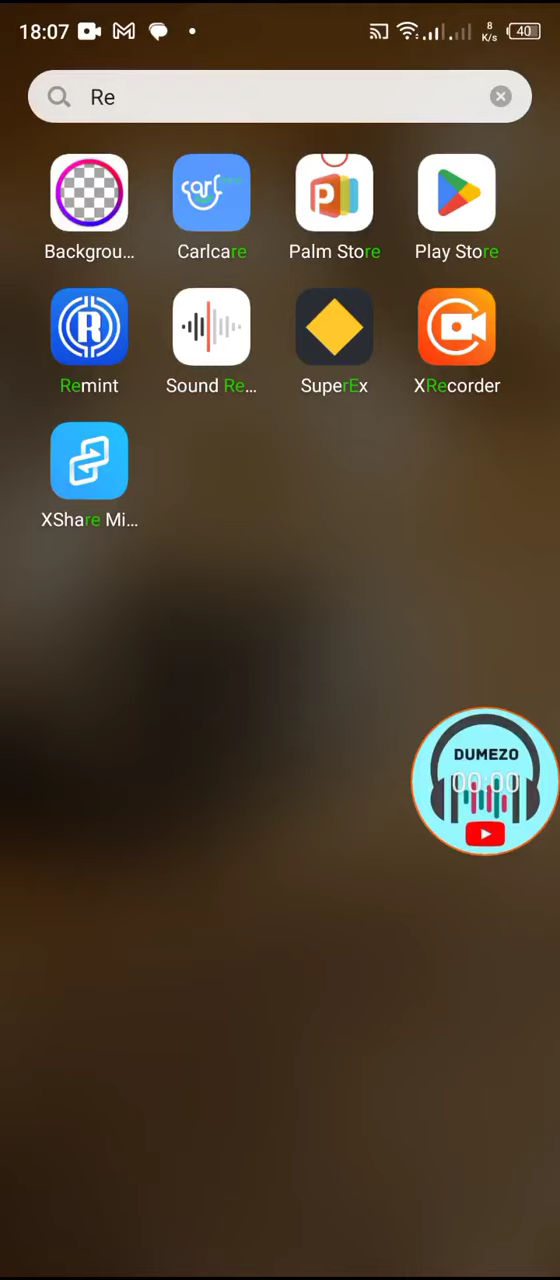 18:07
8
K/s
40
Re
Backgrou...
Carlcare
Palm Store
Play Store
Remint
Sound Re...
SuperEx
XRecorder
XShare Mi...
DUMEZO
00:00